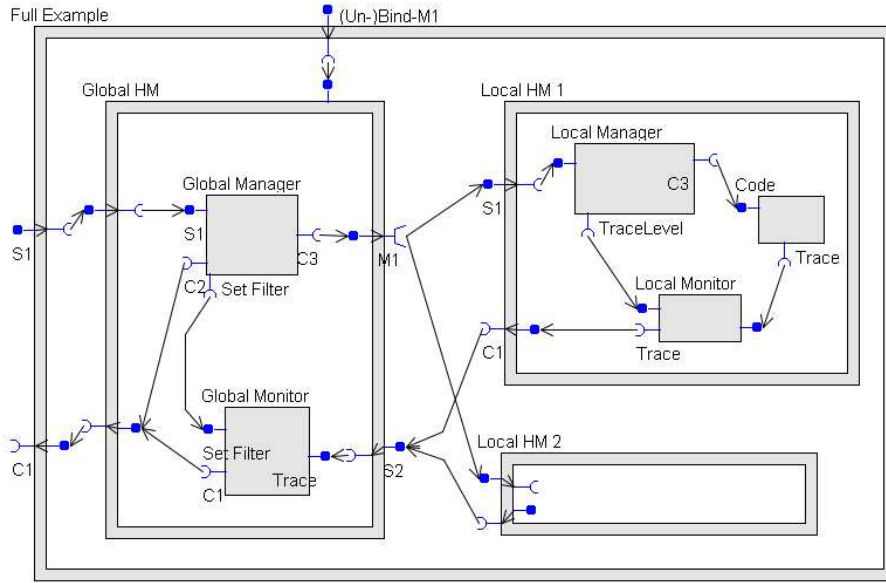 Full Example
(Un-)Bind-M1
Global HM
Local HM 1
Local Manager
Global Manager
C3
Code
S1
S1
S1
TraceLevel
Trace
C3
M1
C2
Set Filter
Local Monitor
C1
Trace
Global Monitor
Set Filter
Local HM 2
C1
C1
Trace
S2